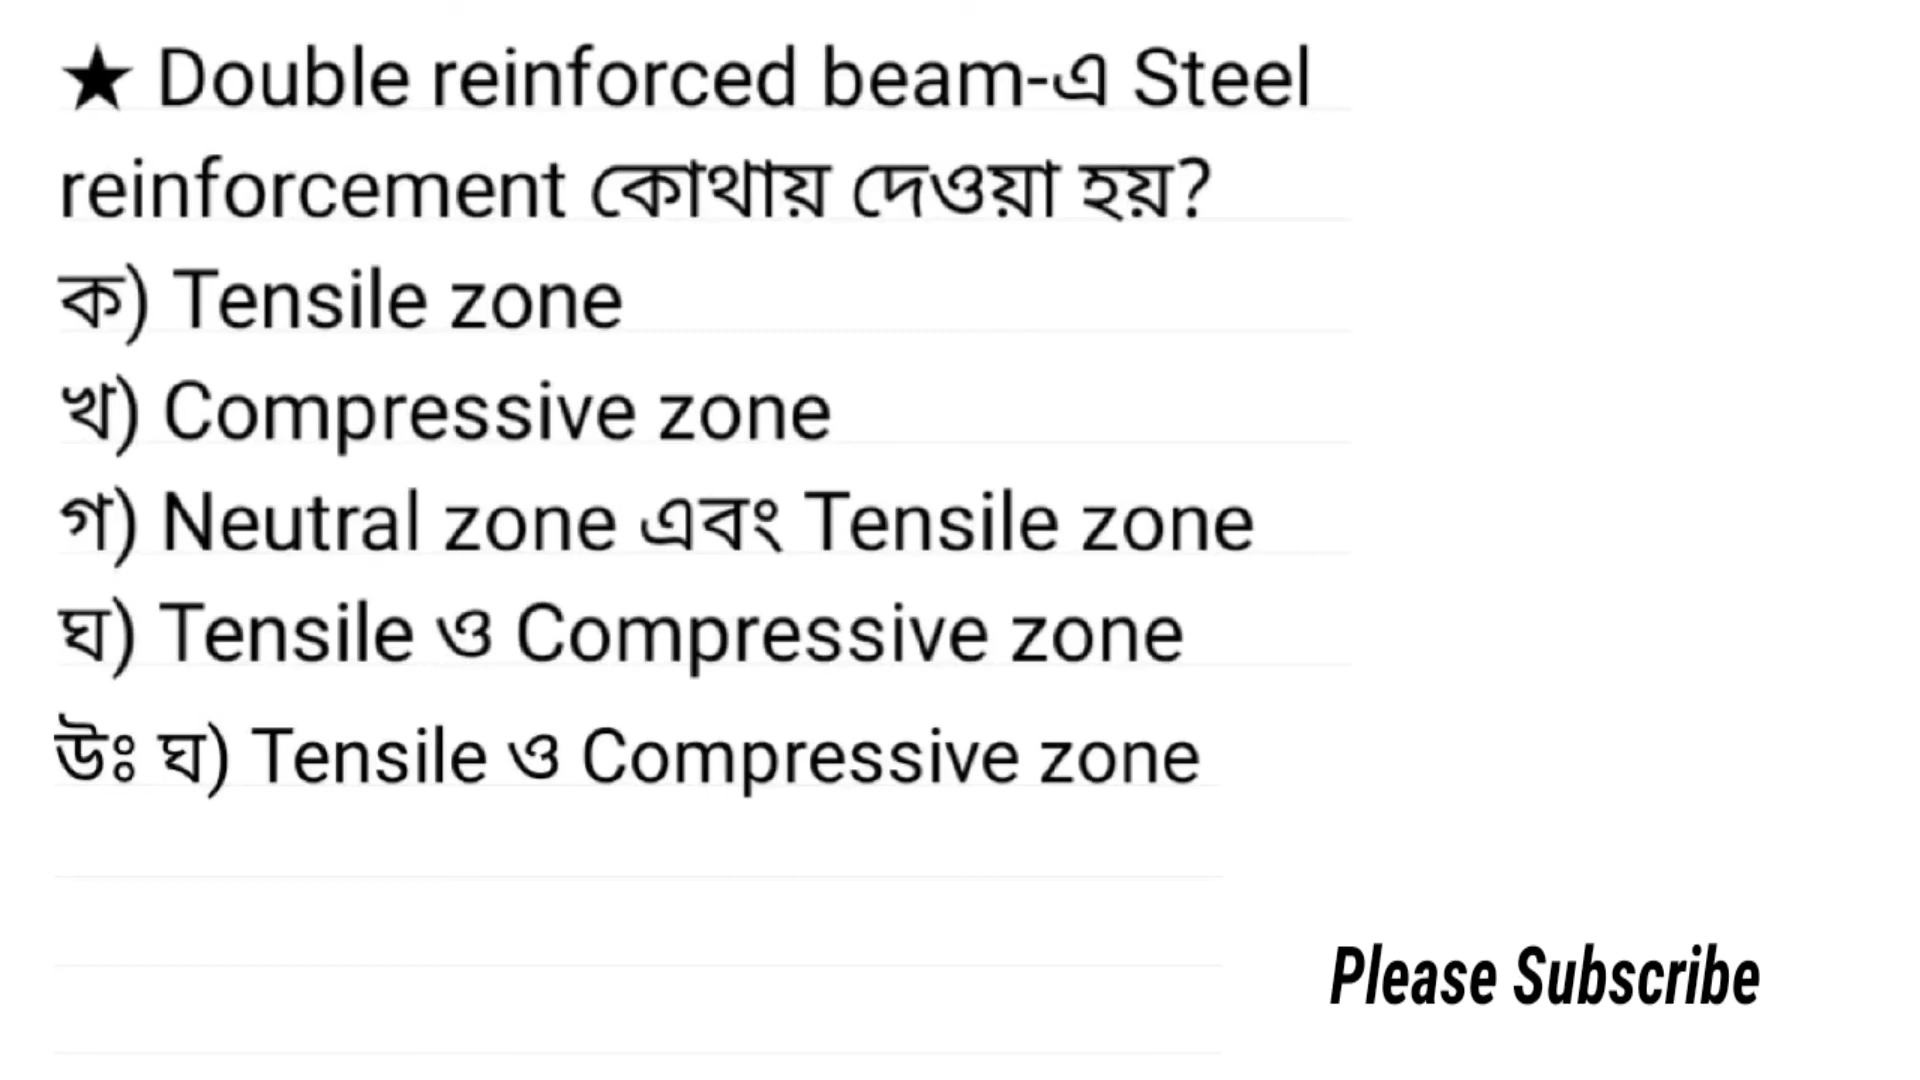 ★ Double reinforced beam-এ Steel
reinforcement কোথায় দেওয়া হয়?
ক) Tensile zone
খ) Compressive zone
গ) Neutral zone এবং Tensile zone
ঘ) Tensile ও Compressive zone
উঃ ঘ) Tensile ও Compressive zone
Please Subscribe